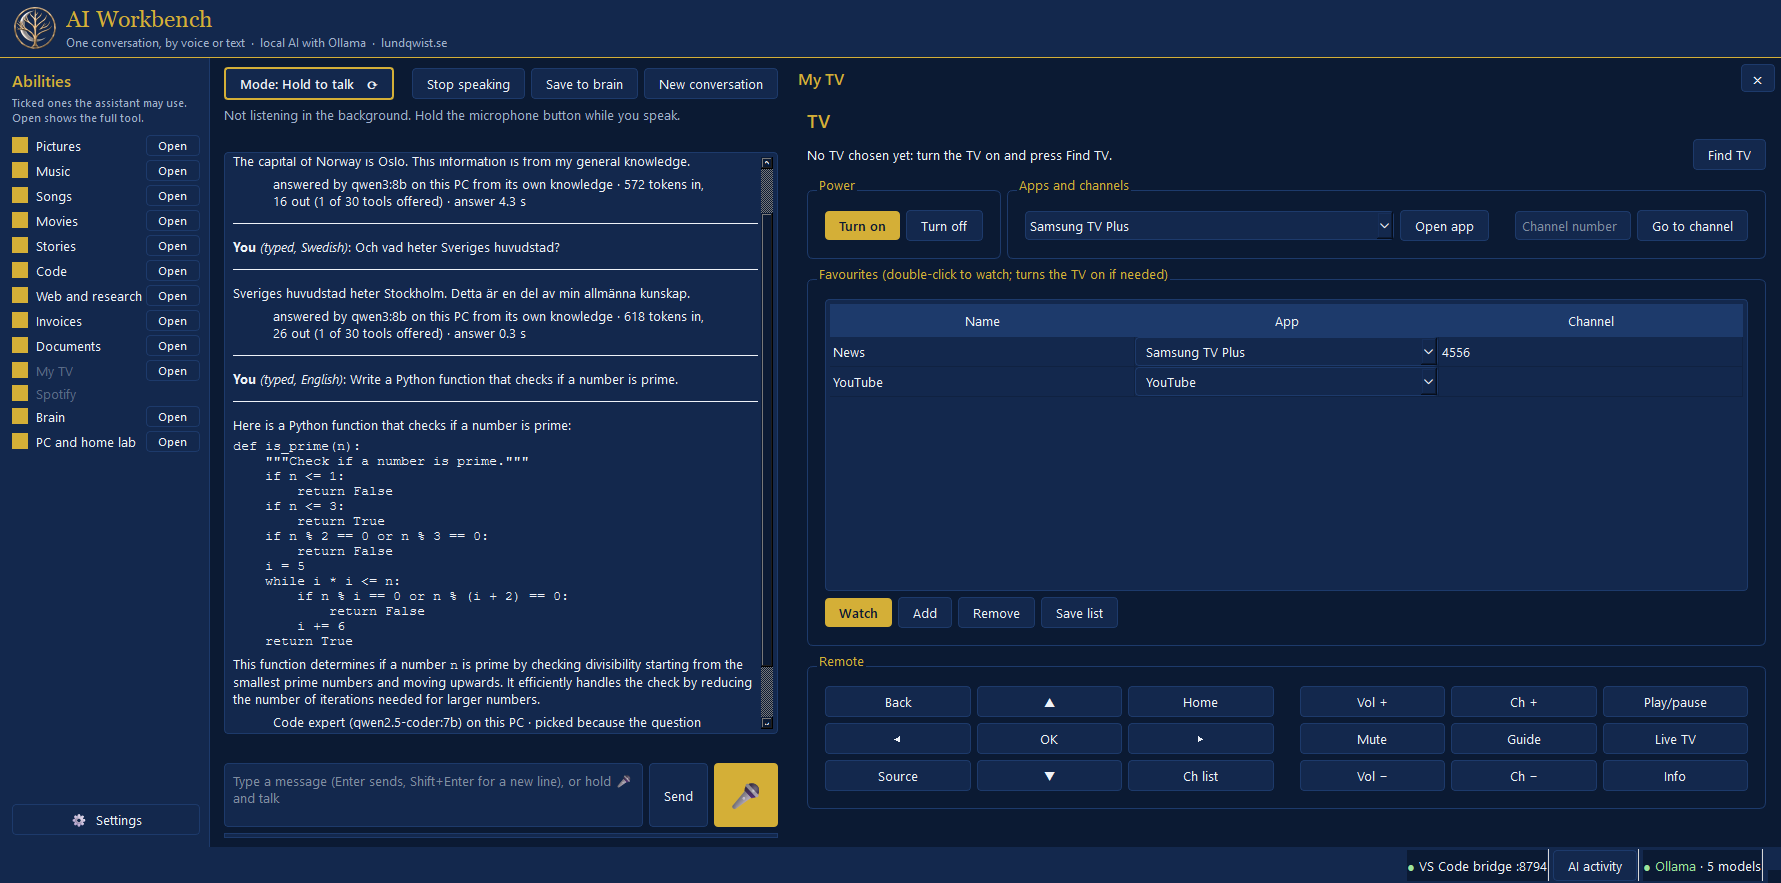 AI Workbench
One conversation, by voice or text · local AI with Ollama · lundqwist.se
Abilities
Ticked ones the assistant may use.
Open shows the full tool.
Pictures Open
Music Open
Songs Open
Movies Open
Stories Open
Code Open
Web and research Open
Invoices Open
Documents Open
My TV Open
Spotify
Brain Open
PC and home lab Open
Settings
Mode: Hold to talk ⟳ Stop speaking Save to brain New conversation
Not listening in the background. Hold the microphone button while you speak.
The capital of Norway is Oslo. This information is from my general knowledge.
answered by qwen3:8b on this PC from its own knowledge · 572 tokens in,
16 out (1 of 30 tools offered) · answer 4.3 s
You (typed, Swedish): Och vad heter Sveriges huvudstad?
Sveriges huvudstad heter Stockholm. Detta är en del av min allmänna kunskap.
answered by qwen3:8b on this PC from its own knowledge · 618 tokens in,
26 out (1 of 30 tools offered) · answer 0.3 s
You (typed, English): Write a Python function that checks if a number is prime.
Here is a Python function that checks if a number is prime:
def is_prime(n):
    """Check if a number is prime."""
    if n <= 1:
        return False
    if n <= 3:
        return True
    if n % 2 == 0 or n % 3 == 0:
        return False
    i = 5
    while i * i <= n:
        if n % i == 0 or n % (i + 2) == 0:
            return False
        i += 6
    return True
This function determines if a number n is prime by checking divisibility starting from the
smallest prime numbers and moving upwards. It efficiently handles the check by reducing
the number of iterations needed for larger numbers.
Code expert (qwen2.5-coder:7b) on this PC · picked because the question
Type a message (Enter sends, Shift+Enter for a new line), or hold 🎤
and talk
Send
My TV ×
TV
No TV chosen yet: turn the TV on and press Find TV. Find TV
Power
Turn on Turn off
Apps and channels
Samsung TV Plus Open app Channel number Go to channel
Favourites (double-click to watch; turns the TV on if needed)
Name App Channel
News Samsung TV Plus 4556
YouTube YouTube
Watch Add Remove Save list
Remote
Back ▲ Home Vol + Ch + Play/pause
◂ OK ▸ Mute Guide Live TV
Source ▼ Ch list Vol − Ch − Info
● VS Code bridge :8794 AI activity ● Ollama · 5 models